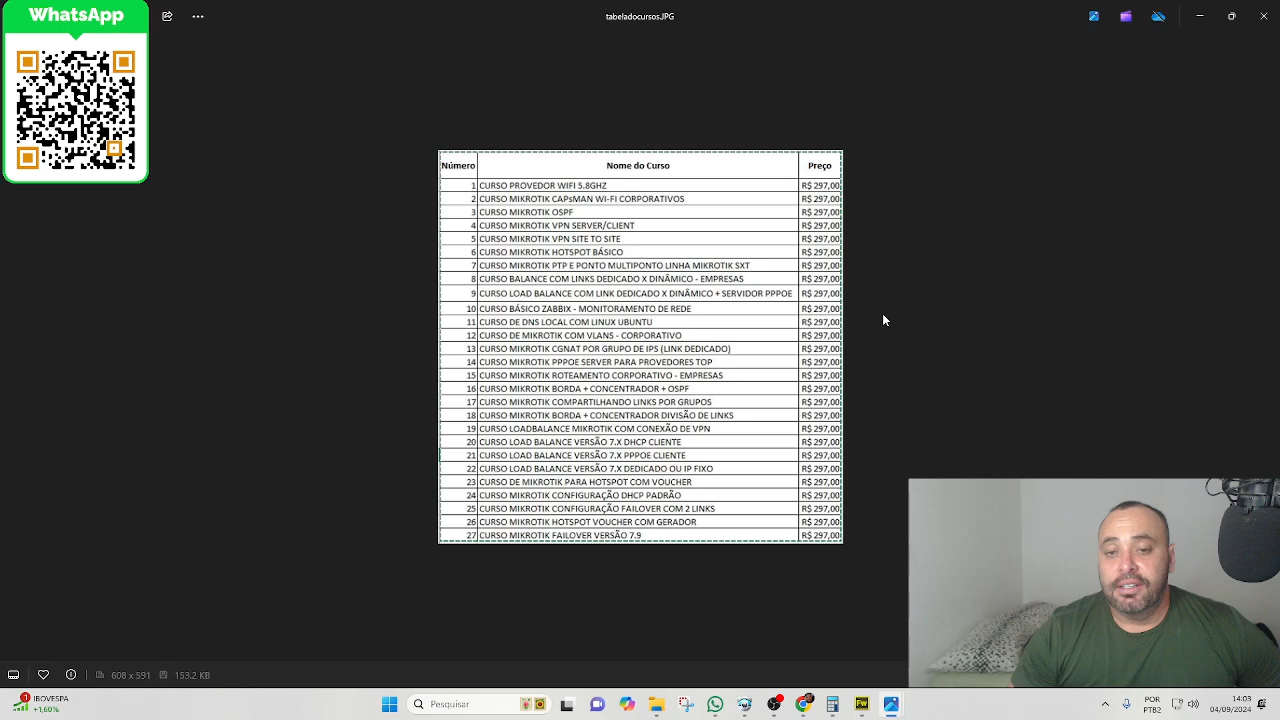 WhatsApp
tabeladocursos.JPG
Número Nome do Curso Preço
1 CURSO PROVEDOR WIFI 5.8GHZ R$ 297,00
2 CURSO MIKROTIK CAPsMAN WI-FI CORPORATIVOS R$ 297,00
3 CURSO MIKROTIK OSPF R$ 297,00
4 CURSO MIKROTIK VPN SERVER/CLIENT R$ 297,00
5 CURSO MIKROTIK VPN SITE TO SITE R$ 297,00
6 CURSO MIKROTIK HOTSPOT BÁSICO R$ 297,00
7 CURSO MIKROTIK PTP E PONTO MULTIPONTO LINHA MIKROTIK SXT R$ 297,00
8 CURSO BALANCE COM LINKS DEDICADO X DINÂMICO - EMPRESAS R$ 297,00
9 CURSO LOAD BALANCE COM LINK DEDICADO X DINÂMICO + SERVIDOR PPPOE R$ 297,00
10 CURSO BÁSICO ZABBIX - MONITORAMENTO DE REDE R$ 297,00
11 CURSO DE DNS LOCAL COM LINUX UBUNTU R$ 297,00
12 CURSO DE MIKROTIK COM VLANS - CORPORATIVO R$ 297,00
13 CURSO MIKROTIK CGNAT POR GRUPO DE IPS (LINK DEDICADO) R$ 297,00
14 CURSO MIKROTIK PPPOE SERVER PARA PROVEDORES TOP R$ 297,00
15 CURSO MIKROTIK ROTEAMENTO CORPORATIVO - EMPRESAS R$ 297,00
16 CURSO MIKROTIK BORDA + CONCENTRADOR + OSPF R$ 297,00
17 CURSO MIKROTIK COMPARTILHANDO LINKS POR GRUPOS R$ 297,00
18 CURSO MIKROTIK BORDA + CONCENTRADOR DIVISÃO DE LINKS R$ 297,00
19 CURSO LOADBALANCE MIKROTIK COM CONEXÃO DE VPN R$ 297,00
20 CURSO LOAD BALANCE VERSÃO 7.X DHCP CLIENTE R$ 297,00
21 CURSO LOAD BALANCE VERSÃO 7.X PPPOE CLIENTE R$ 297,00
22 CURSO LOAD BALANCE VERSÃO 7.X DEDICADO OU IP FIXO R$ 297,00
23 CURSO DE MIKROTIK PARA HOTSPOT COM VOUCHER R$ 297,00
24 CURSO MIKROTIK CONFIGURAÇÃO DHCP PADRÃO R$ 297,00
25 CURSO MIKROTIK CONFIGURAÇÃO FAILOVER COM 2 LINKS R$ 297,00
26 CURSO MIKROTIK HOTSPOT VOUCHER COM GERADOR R$ 297,00
27 CURSO MIKROTIK FAILOVER VERSÃO 7.9 R$ 297,00
608 x 591 153.2 KB
1 IBOVESPA
+1,60%
Pesquisar
FW
POR
PTB2
14:03
04/09/2023